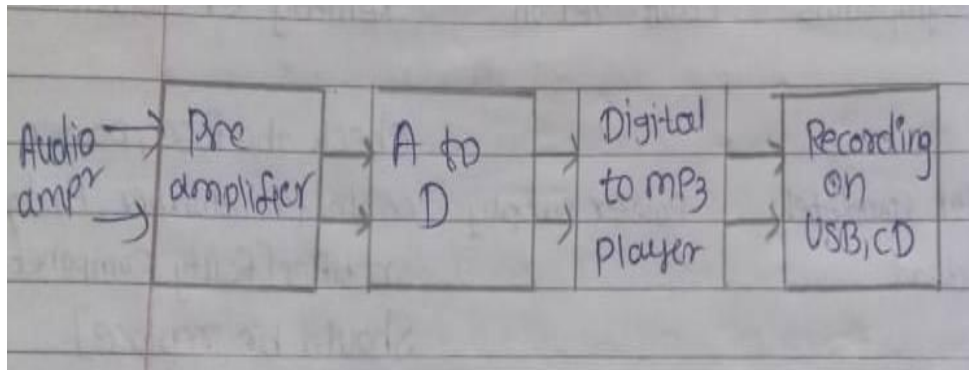 Audio
ampr
Pre
amplifier
A to
D
Digital
to mp3
player
Recording
on
USB, CD